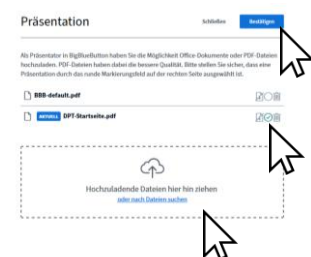 Präsentation
Schließen
Bestätigen
Als Präsentator in BigBlueButton haben Sie die Möglichkeit Office-Dokumente oder PDF-Dateien
hochzuladen. PDF-Dateien haben dabei die bessere Qualität. Bitte stellen Sie sicher, dass eine
Präsentation durch das runde Markierungsfeld auf der rechten Seite ausgewählt ist.
BBB-default.pdf
AKTUELL DPT-Startseite.pdf
Hochzuladende Dateien hier hin ziehen
oder nach Dateien suchen